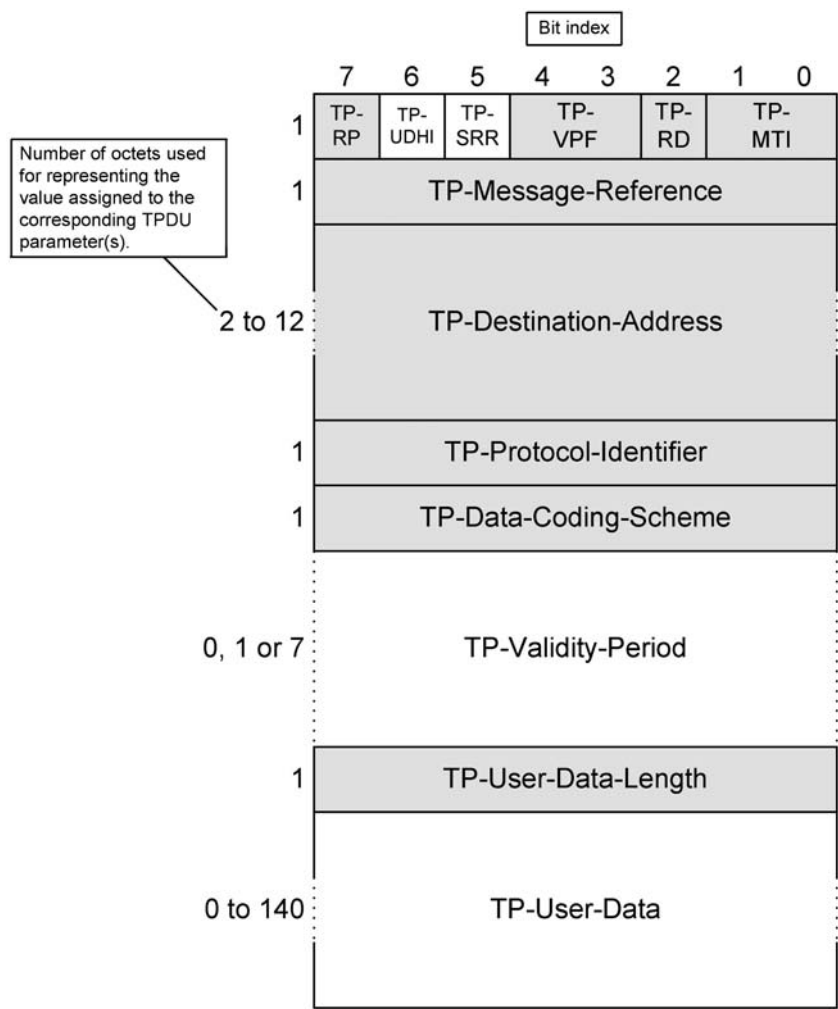 Bit index
7 6 5 4 3 2 1 0
1
TP-
RP
TP-
UDHI
TP-
SRR
TP-
VPF
TP-
RD
TP-
MTI
Number of octets used
for representing the
value assigned to the
corresponding TPDU
parameter(s).
1 TP-Message-Reference
2 to 12 TP-Destination-Address
1 TP-Protocol-Identifier
1 TP-Data-Coding-Scheme
0, 1 or 7 TP-Validity-Period
1 TP-User-Data-Length
0 to 140 TP-User-Data